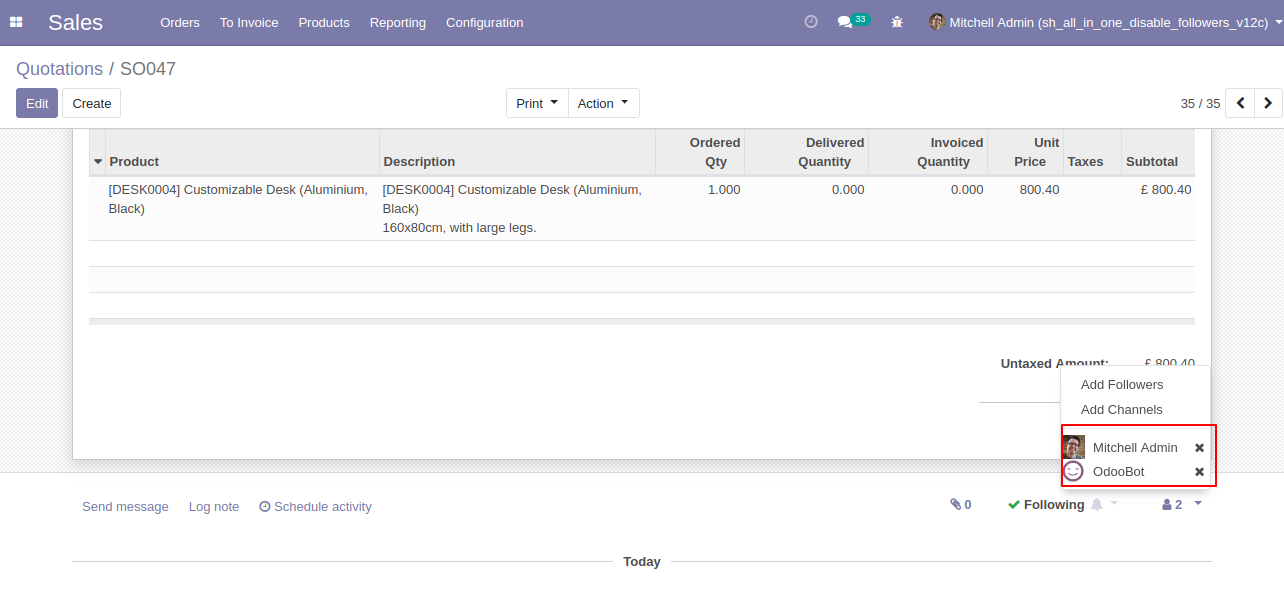 Sales Orders To Invoice Products Reporting Configuration 33 Mitchell Admin (sh_all_in_one_disable_followers_v12c)
Quotations / SO047
Edit Create Print Action 35 / 35
Ordered Delivered Invoiced Unit
Product Description Qty Quantity Quantity Price Taxes Subtotal
[DESK0004] Customizable Desk (Aluminium, [DESK0004] Customizable Desk (Aluminium, 1.000 0.000 0.000 800.40 £ 800.40
Black) Black)
160x80cm, with large legs.
Untaxed Amount: £ 800.40
Add Followers
Add Channels
Mitchell Admin
OdooBot
Send message Log note Schedule activity 0 Following 2
Today